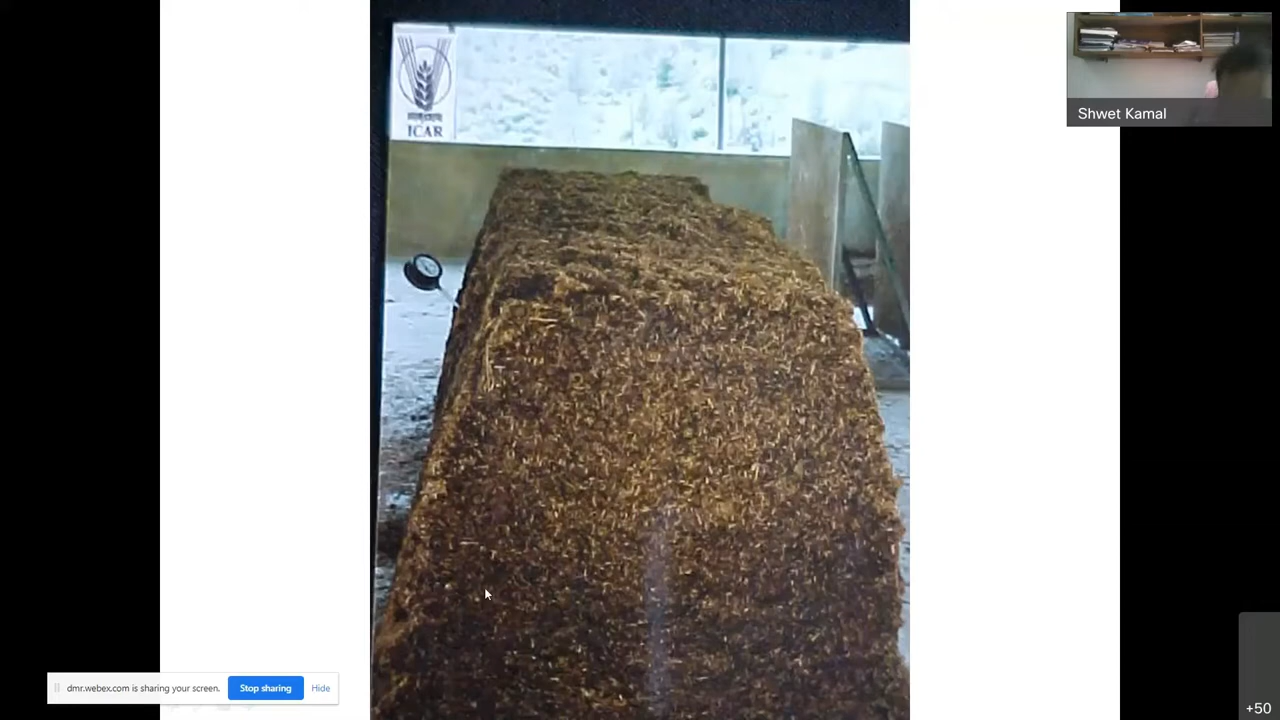 ICAR
Shwet Kamal
dmr.webex.com is sharing your screen.
Stop sharing
Hide
+50